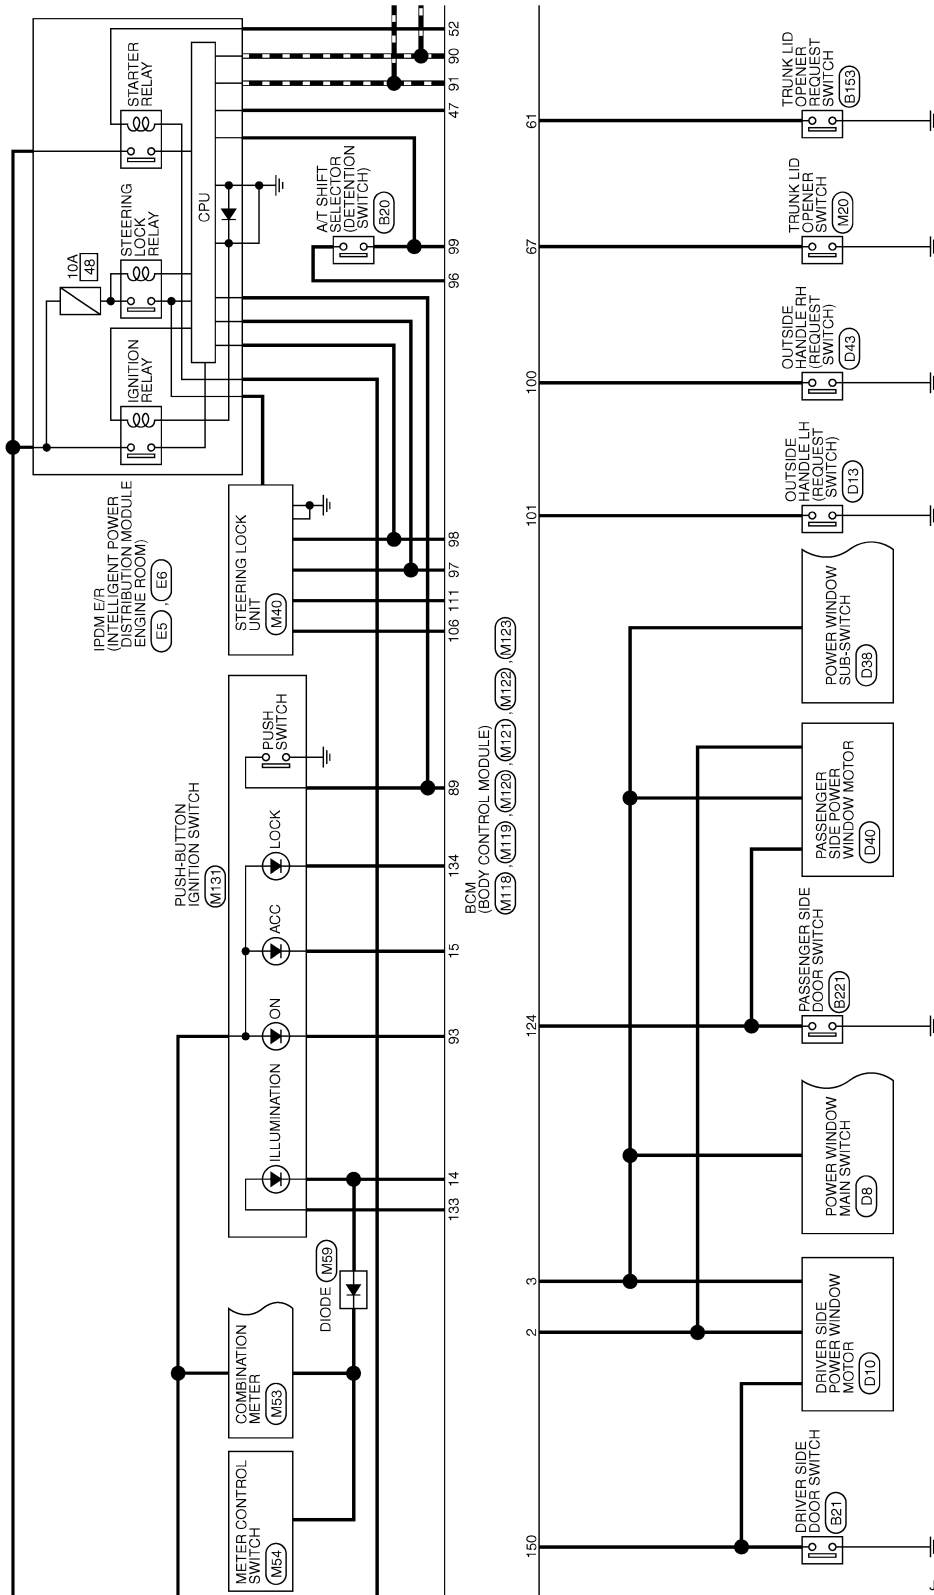 IPDM E/R
(INTELLIGENT POWER
DISTRIBUTION MODULE
ENGINE ROOM)
E5 , E6
10A
48
IGNITION
RELAY
STEERING
LOCK
RELAY
STARTER
RELAY
CPU
METER CONTROL
SWITCH
M54
COMBINATION
METER
M53
DIODE
M59
PUSH-BUTTON
IGNITION SWITCH
M131
ILLUMINATION
ON
ACC
LOCK
PUSH
SWITCH
STEERING LOCK
UNIT
M40
A/T SHIFT
SELECTOR
(DETENTION
SWITCH)
B20
133
14
93
15
134
89
106
111
97
98
96
99
47
91
90
52
BCM
(BODY CONTROL MODULE)
M118 , M119 , M120 , M121 , M122 , M123
150
2
3
124
101
100
67
61
DRIVER SIDE
DOOR SWITCH
B21
DRIVER SIDE
POWER WINDOW
MOTOR
D10
POWER WINDOW
MAIN SWITCH
D8
PASSENGER SIDE
DOOR SWITCH
B221
PASSENGER
SIDE POWER
WINDOW MOTOR
D40
POWER WINDOW
SUB-SWITCH
D38
OUTSIDE
HANDLE LH
(REQUEST
SWITCH)
D13
OUTSIDE
HANDLE RH
(REQUEST
SWITCH)
D43
TRUNK LID
OPENER
SWITCH
M20
TRUNK LID
OPENER
REQUEST
SWITCH
B153